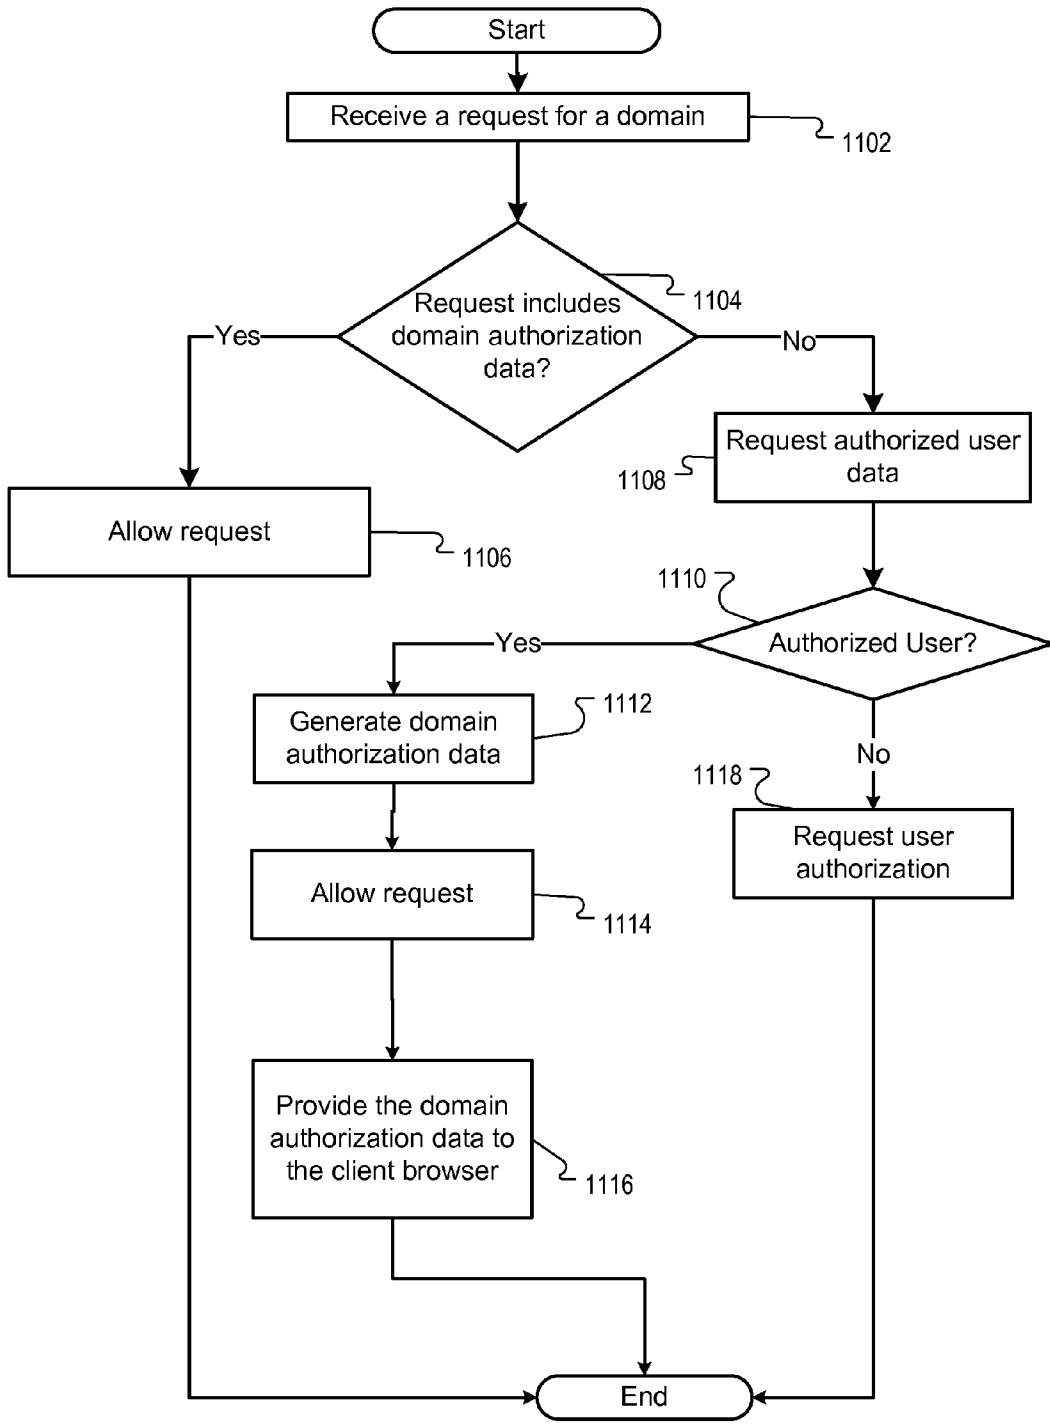 Start
Receive a request for a domain
1102
1104
Request includes
domain authorization
data?
Yes
No
Request authorized user
data
1108
Allow request
1106
1110
Authorized User?
Yes
Generate domain
authorization data
1112
No
1118
Request user
authorization
Allow request
1114
Provide the domain
authorization data to
the client browser
1116
End